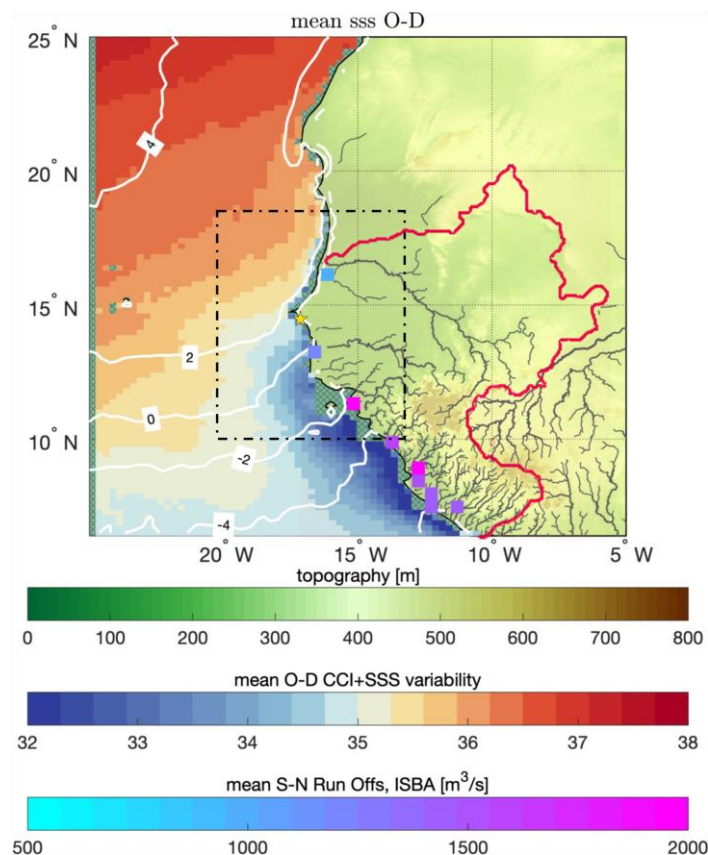 mean sss O-D
25° N
4
20° N
15° N
2
0
10° N
-2
-4
20° W 15° W 10° W 5° W
topography [m]
0 100 200 300 400 500 600 700 800
mean O-D CCI+SSS variability
32 33 34 35 36 37 38
mean S-N Run Offs, ISBA [m³/s]
500 1000 1500 2000